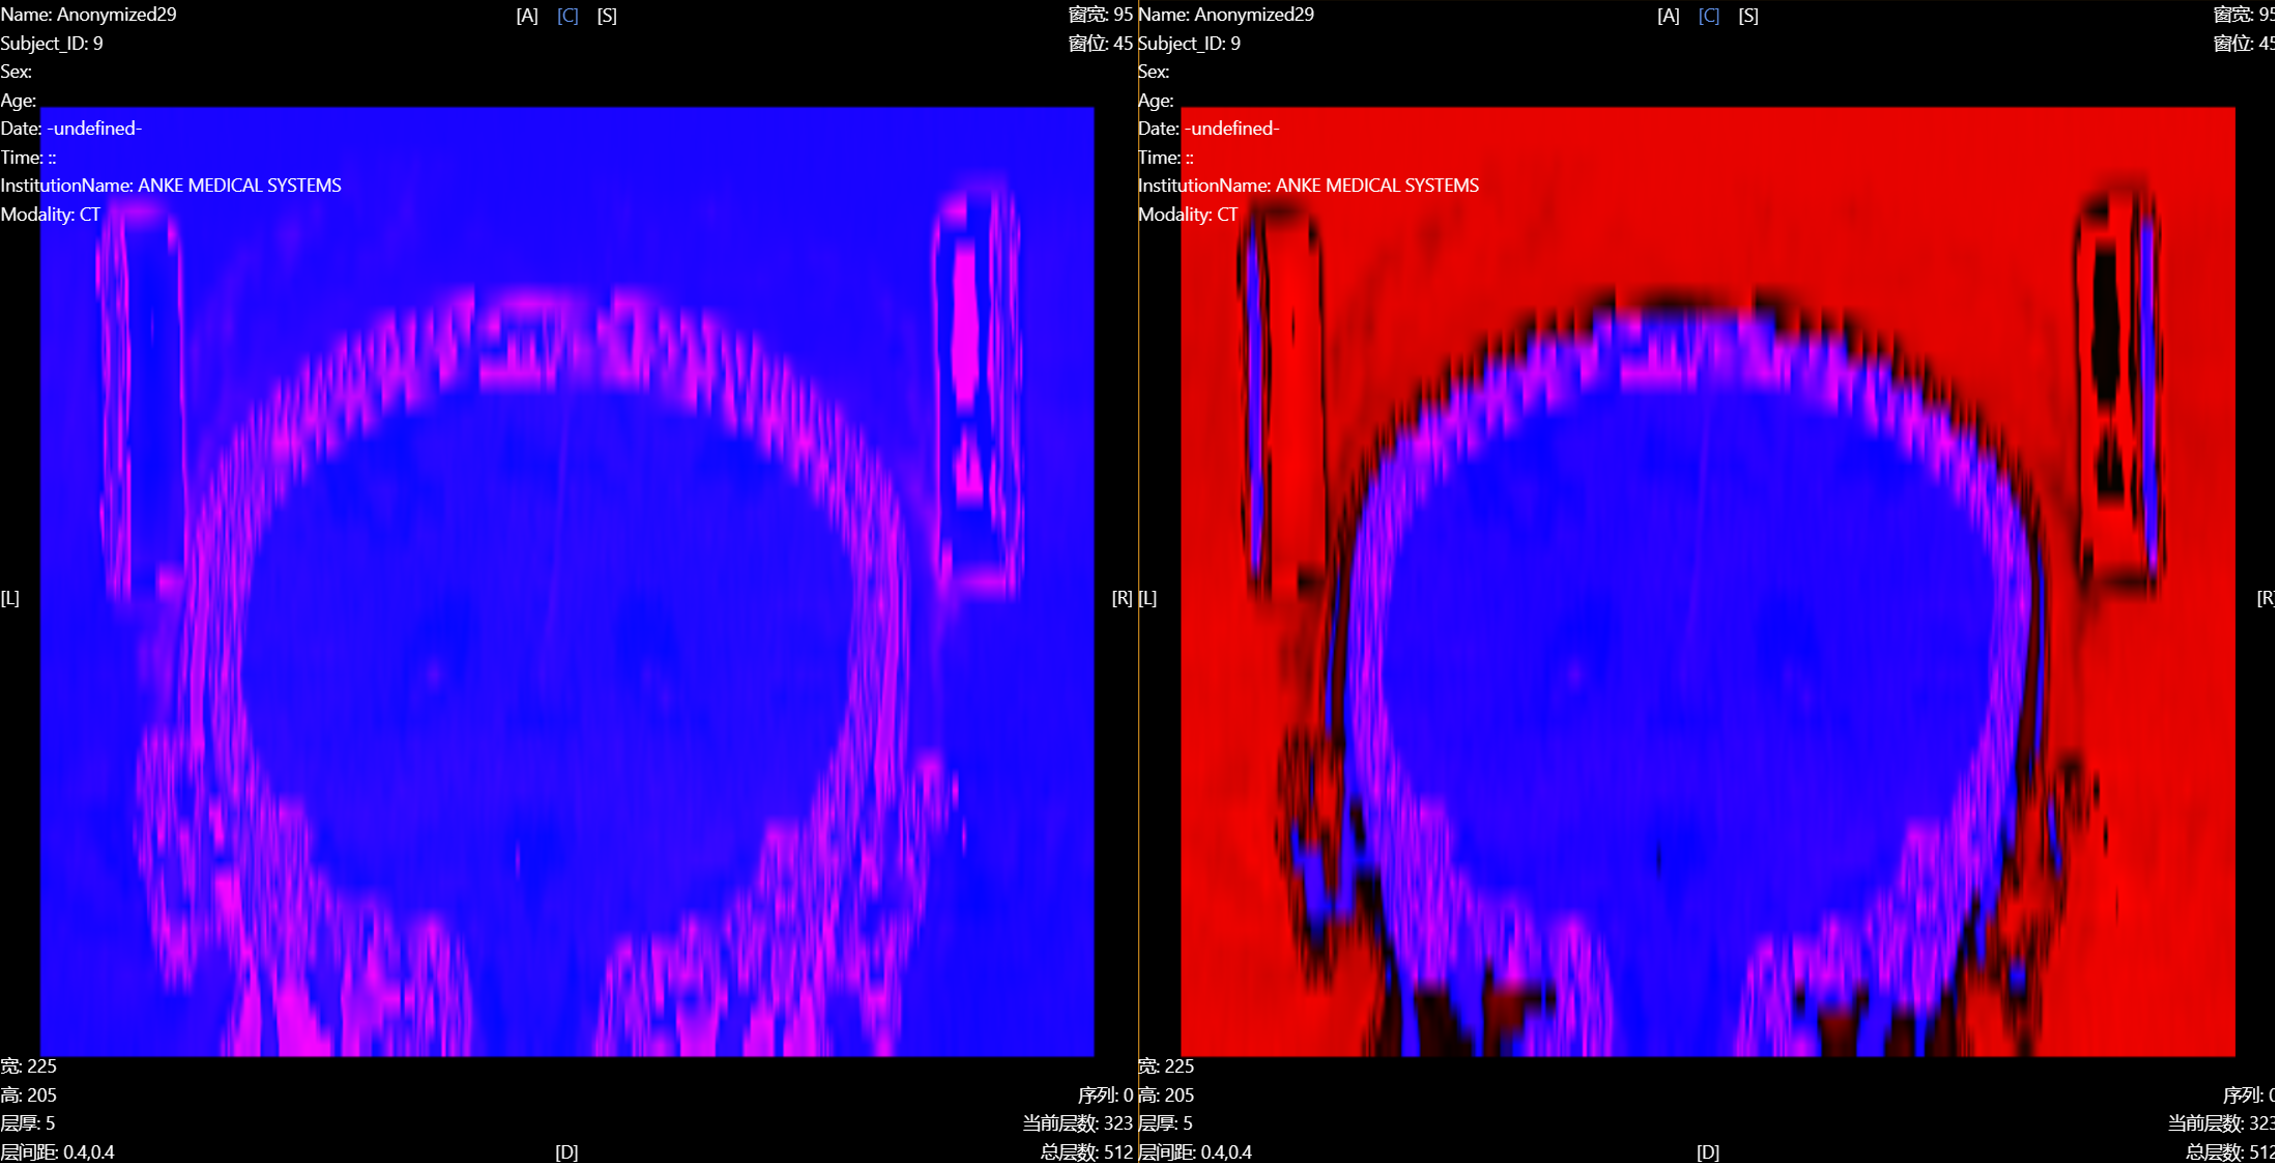 Name: Anonymized29
Subject_ID: 9
Sex:
Age:
Date: -undefined-
Time: ::
InstitutionName: ANKE MEDICAL SYSTEMS
Modality: CT
[A] [C] [S]
窗宽: 95
窗位: 45
[L]
[R]
宽: 225
高: 205
层厚: 5
层间距: 0.4,0.4
[D]
序列: 0
当前层数: 323
总层数: 512
Name: Anonymized29
Subject_ID: 9
Sex:
Age:
Date: -undefined-
Time: ::
InstitutionName: ANKE MEDICAL SYSTEMS
Modality: CT
[A] [C] [S]
窗宽: 95
窗位: 45
[L]
[R]
宽: 225
高: 205
层厚: 5
层间距: 0.4,0.4
[D]
序列: 0
当前层数: 323
总层数: 512